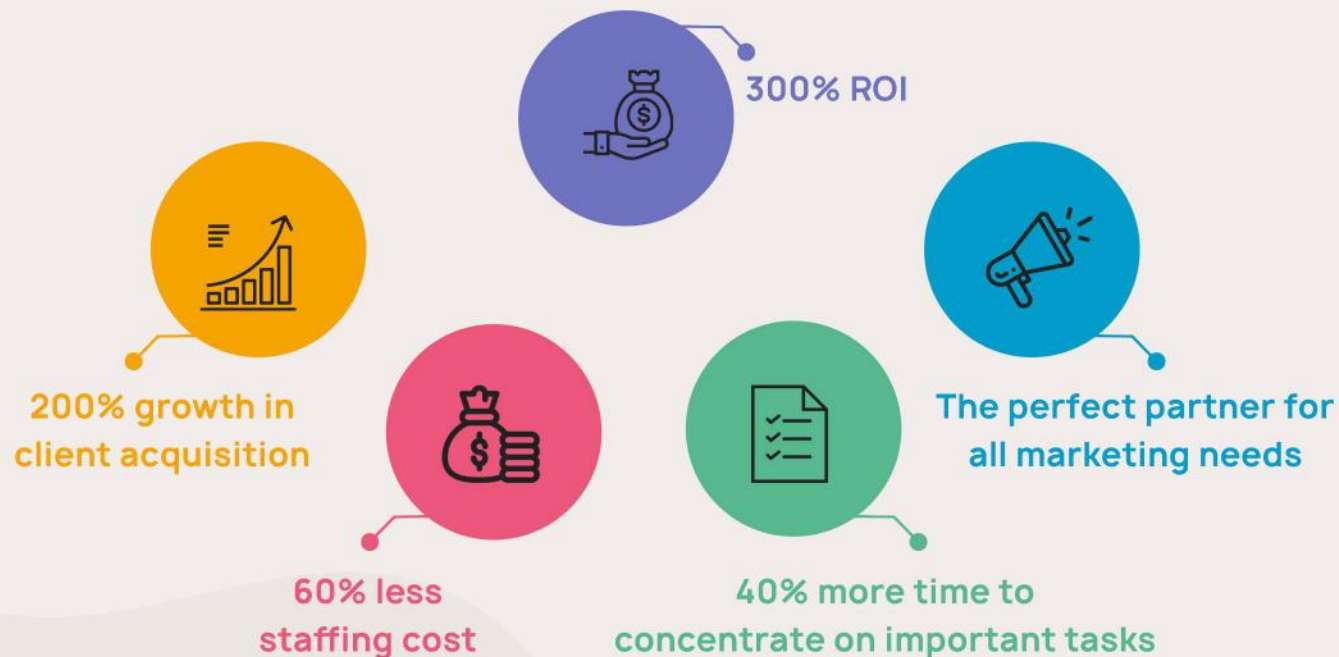 300% ROI
200% growth in
client acquisition
The perfect partner for
all marketing needs
60% less
staffing cost
40% more time to
concentrate on important tasks